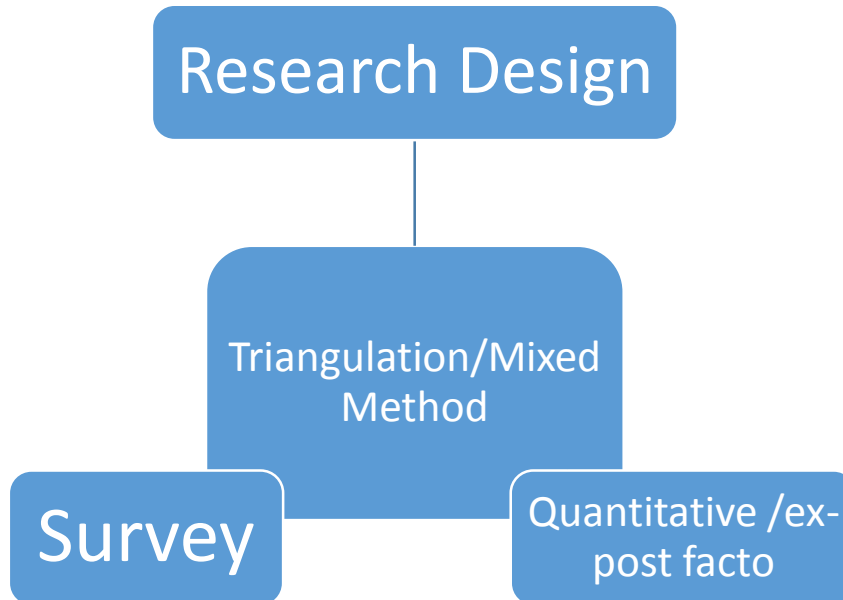 Research Design
Triangulation/Mixed
Method
Survey
Quantitative /ex-
post facto